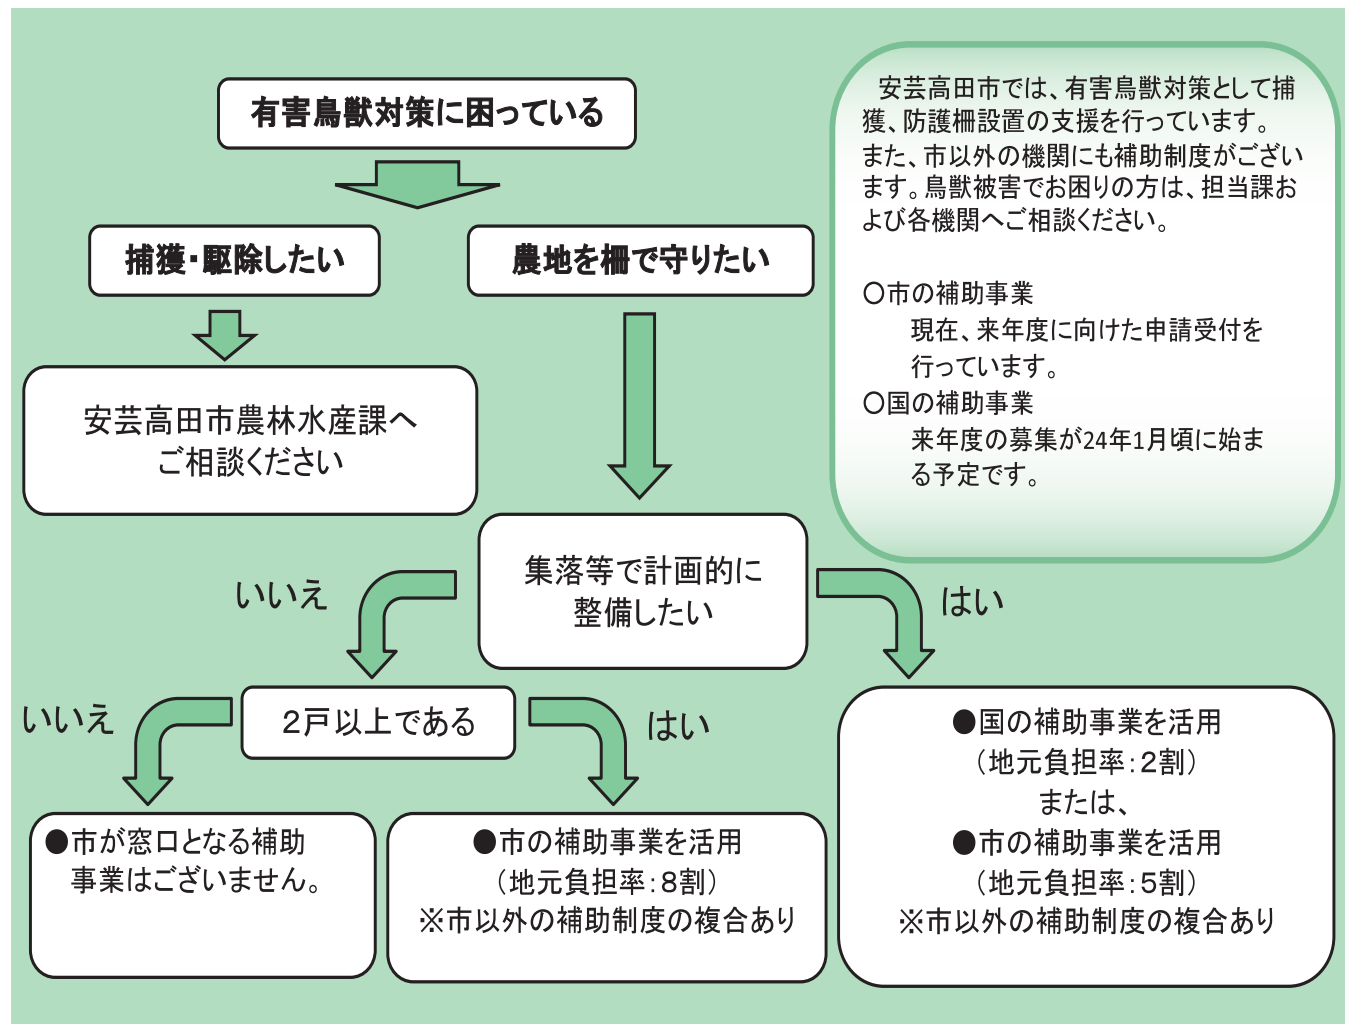 有害鳥獣対策に困っている
捕獲・駆除したい
農地を柵で守りたい
安芸高田市農林水産課へ
ご相談ください
安芸高田市では、有害鳥獣対策として捕
獲、防護柵設置の支援を行っています。
また、市以外の機関にも補助制度がござい
ます。鳥獣被害でお困りの方は、担当課お
よび各機関へご相談ください。
○市の補助事業
現在、来年度に向けた申請受付を
行っています。
○国の補助事業
来年度の募集が24年1月頃に始ま
る予定です。
集落等で計画的に
整備したい
いいえ
はい
2戸以上である
いいえ
はい
●市が窓口となる補助
事業はございません。
●市の補助事業を活用
（地元負担率：8割）
※市以外の補助制度の複合あり
●国の補助事業を活用
（地元負担率：2割）
または、
●市の補助事業を活用
（地元負担率：5割）
※市以外の補助制度の複合あり